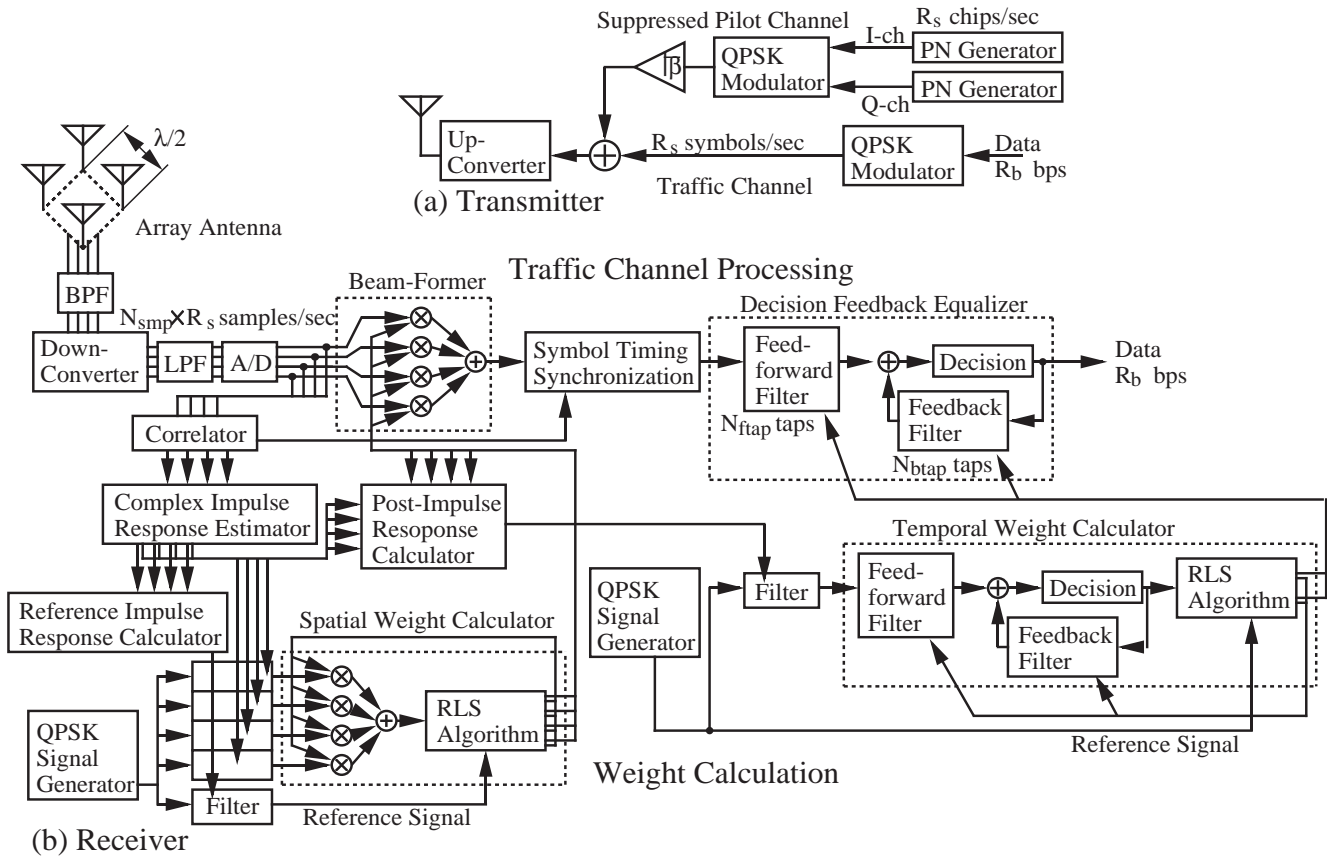 Suppressed Pilot Channel
R_s chips/sec
I-ch
PN Generator
QPSK
Modulator
√β
PN Generator
Q-ch
Up-
Converter
R_s symbols/sec
QPSK
Modulator
Data
R_b bps
Traffic Channel
(a) Transmitter
λ/2
Array Antenna
BPF
Traffic Channel Processing
Beam-Former
Decision Feedback Equalizer
N_smp×R_s samples/sec
Down-
Converter
LPF
A/D
Symbol Timing
Synchronization
Feed-
forward
Filter
Decision
Data
R_b bps
Feedback
Filter
N_ftap taps
N_btap taps
Correlator
Complex Impulse
Response Estimator
Post-Impulse
Resoponse
Calculator
Temporal Weight Calculator
QPSK
Signal
Generator
Filter
Feed-
forward
Filter
Decision
RLS
Algorithm
Feedback
Filter
Reference Impulse
Response Calculator
Spatial Weight Calculator
RLS
Algorithm
QPSK
Signal
Generator
Filter
Reference Signal
Reference Signal
Weight Calculation
(b) Receiver